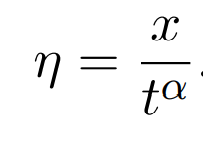 η = x / t^α.